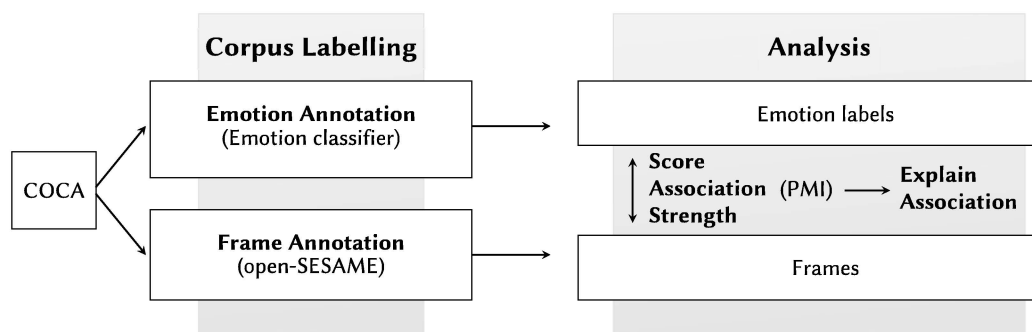 Corpus Labelling
Analysis
COCA
Emotion Annotation
(Emotion classifier)
Frame Annotation
(open-SESAME)
Emotion labels
Score
Association (PMI)
Strength
Explain
Association
Frames